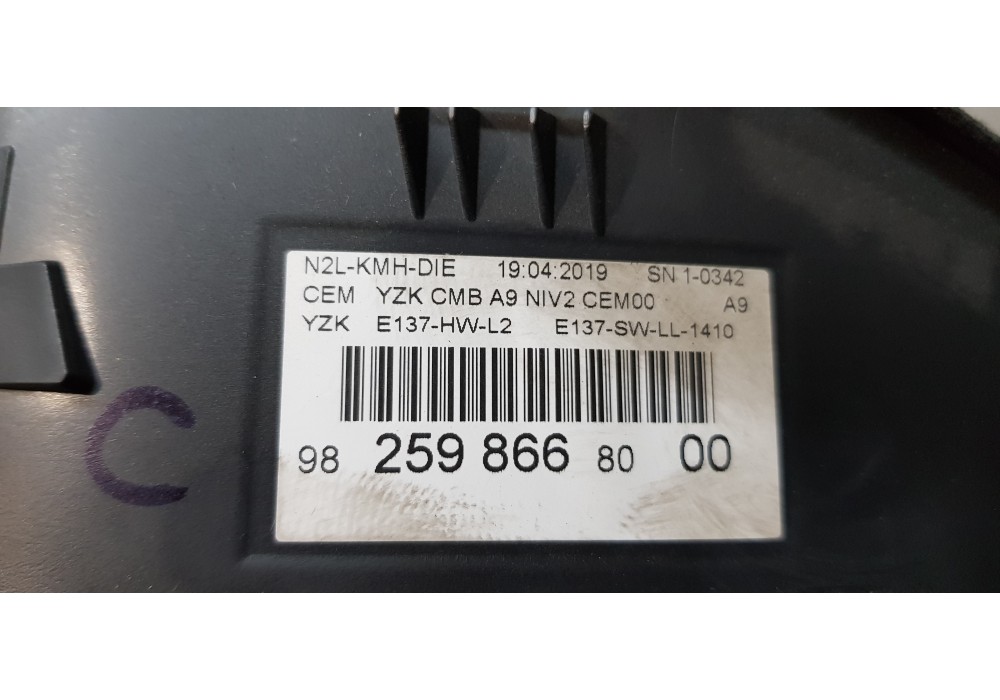 N2L-KMH-DIE 19:04:2019 SN 1-0342
CEM YZK CMB A9 NIV2 CEM00 A9
YZK E137-HW-L2 E137-SW-LL-1410
98 259 866 80 00
C